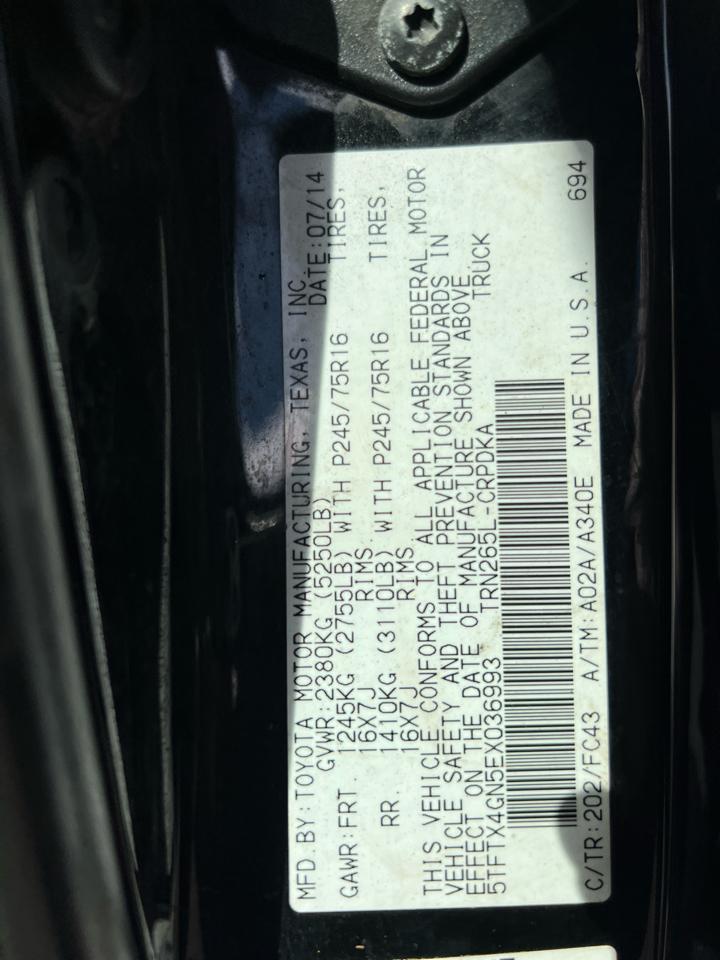 MFD.BY:TOYOTA MOTOR MANUFACTURING, TEXAS, INC.
GVWR:2380KG (5250LB) DATE:07/14
GAWR:FRT. 1245KG (2755LB) WITH P245/75R16 TIRES,
16X7J RIMS
RR. 1410KG (3110LB) WITH P245/75R16 TIRES,
16X7J RIMS
THIS VEHICLE CONFORMS TO ALL APPLICABLE FEDERAL MOTOR
VEHICLE SAFETY AND THEFT PREVENTION STANDARDS IN
EFFECT ON THE DATE OF MANUFACTURE SHOWN ABOVE.
5TFTX4GN5EX036993 TRN265L-CRPDKA TRUCK
C/TR:202/FC43 A/TM:A02A/A340E MADE IN U.S.A. 694